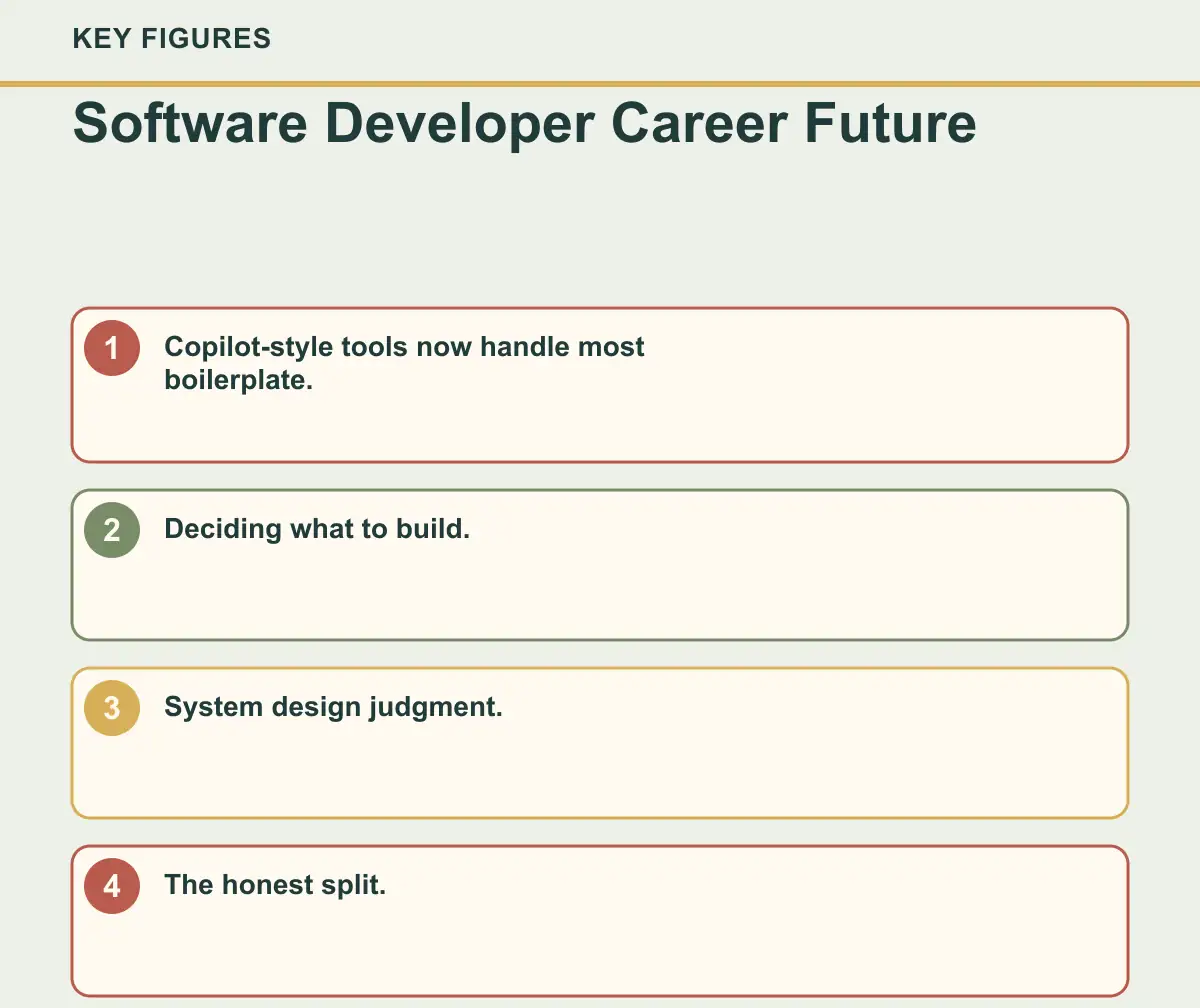 KEY FIGURES
Software Developer Career Future
1
Copilot-style tools now handle most
boilerplate.
2
Deciding what to build.
3
System design judgment.
4
The honest split.